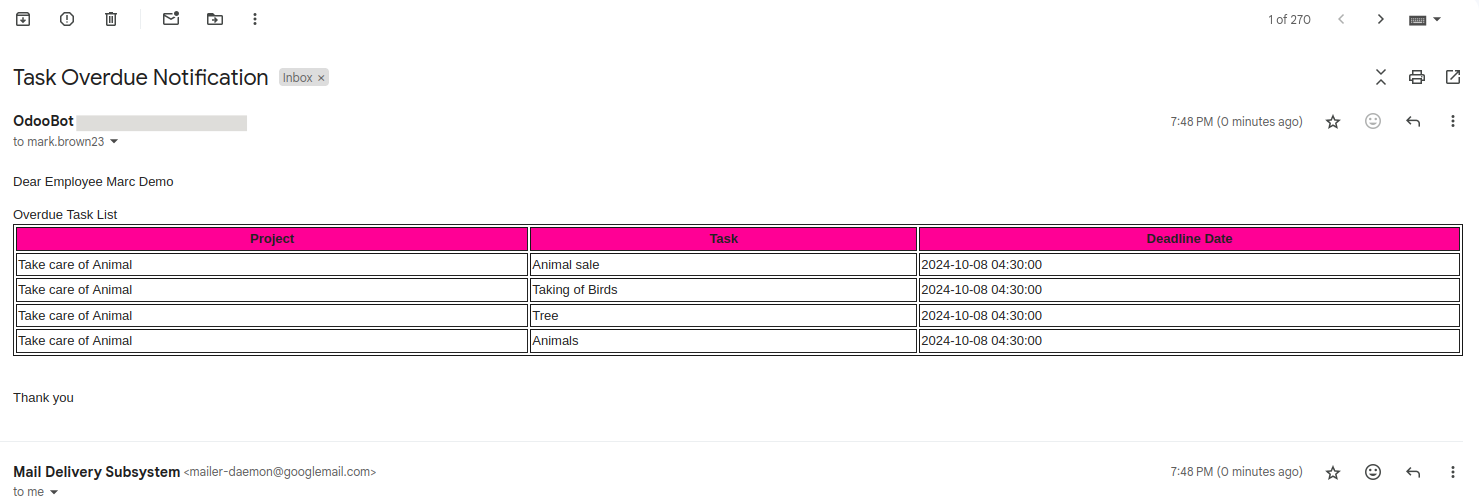 1 of 270
Task Overdue Notification Inbox ×
OdooBot 7:48 PM (0 minutes ago)
to mark.brown23
Dear Employee Marc Demo
Overdue Task List
Project Task Deadline Date
Take care of Animal Animal sale 2024-10-08 04:30:00
Take care of Animal Taking of Birds 2024-10-08 04:30:00
Take care of Animal Tree 2024-10-08 04:30:00
Take care of Animal Animals 2024-10-08 04:30:00
Thank you
Mail Delivery Subsystem <mailer-daemon@googlemail.com> 7:48 PM (0 minutes ago)
to me